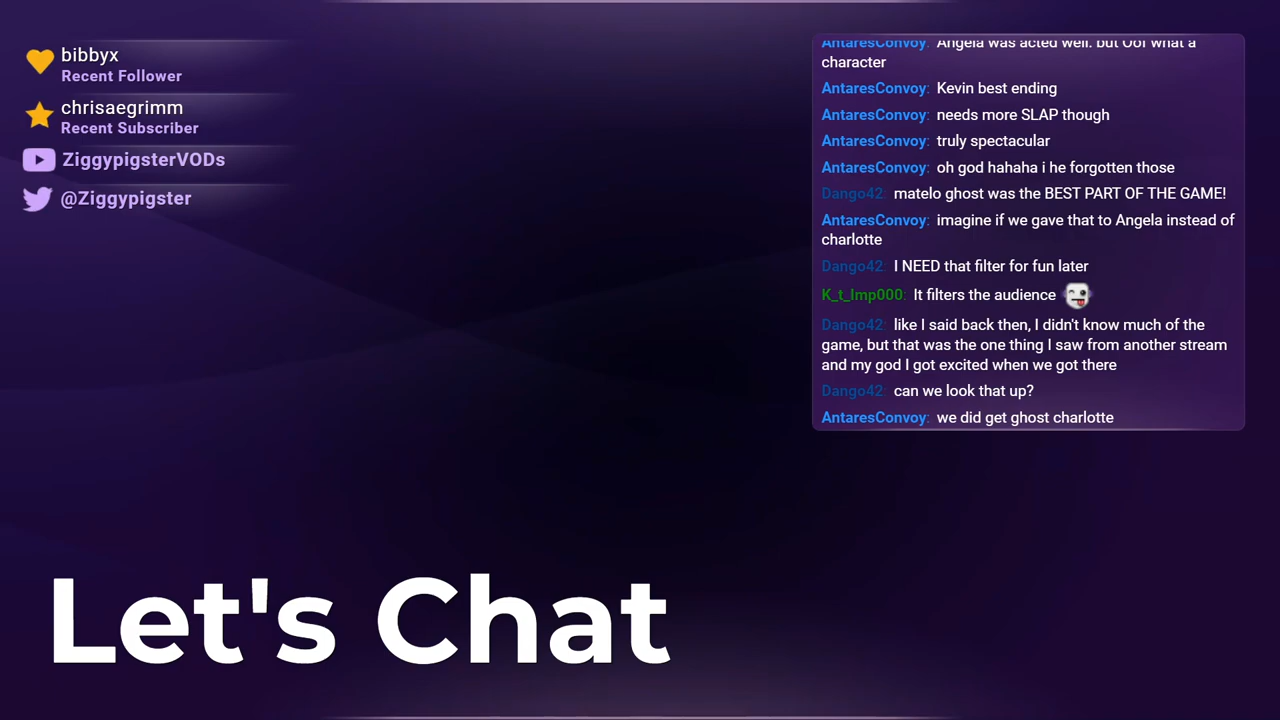 bibbyx
Recent Follower
chrisaegrimm
Recent Subscriber
ZiggypigsterVODs
@Ziggypigster
AntaresConvoy: Angela was acted well. but Oof what a
character
AntaresConvoy: Kevin best ending
AntaresConvoy: needs more SLAP though
AntaresConvoy: truly spectacular
AntaresConvoy: oh god hahaha i he forgotten those
Dango42: matelo ghost was the BEST PART OF THE GAME!
AntaresConvoy: imagine if we gave that to Angela instead of
charlotte
Dango42: I NEED that filter for fun later
K_t_Imp000: It filters the audience
Dango42: like I said back then, I didn't know much of the
game, but that was the one thing I saw from another stream
and my god I got excited when we got there
Dango42: can we look that up?
AntaresConvoy: we did get ghost charlotte
Let's Chat